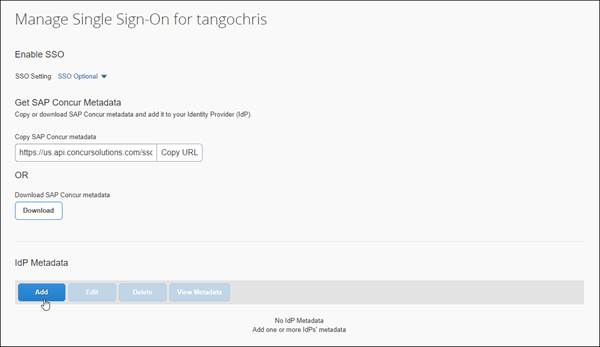 Manage Single Sign-On for tangochris
Enable SSO
SSO Setting SSO Optional
Get SAP Concur Metadata
Copy or download SAP Concur metadata and add it to your Identity Provider (IdP).
Copy SAP Concur metadata
https://us.api.concursolutions.com/sso Copy URL
OR
Download SAP Concur metadata
Download
IdP Metadata
Add Edit Delete View Metadata
No IdP Metadata
Add one or more IdPs' metadata